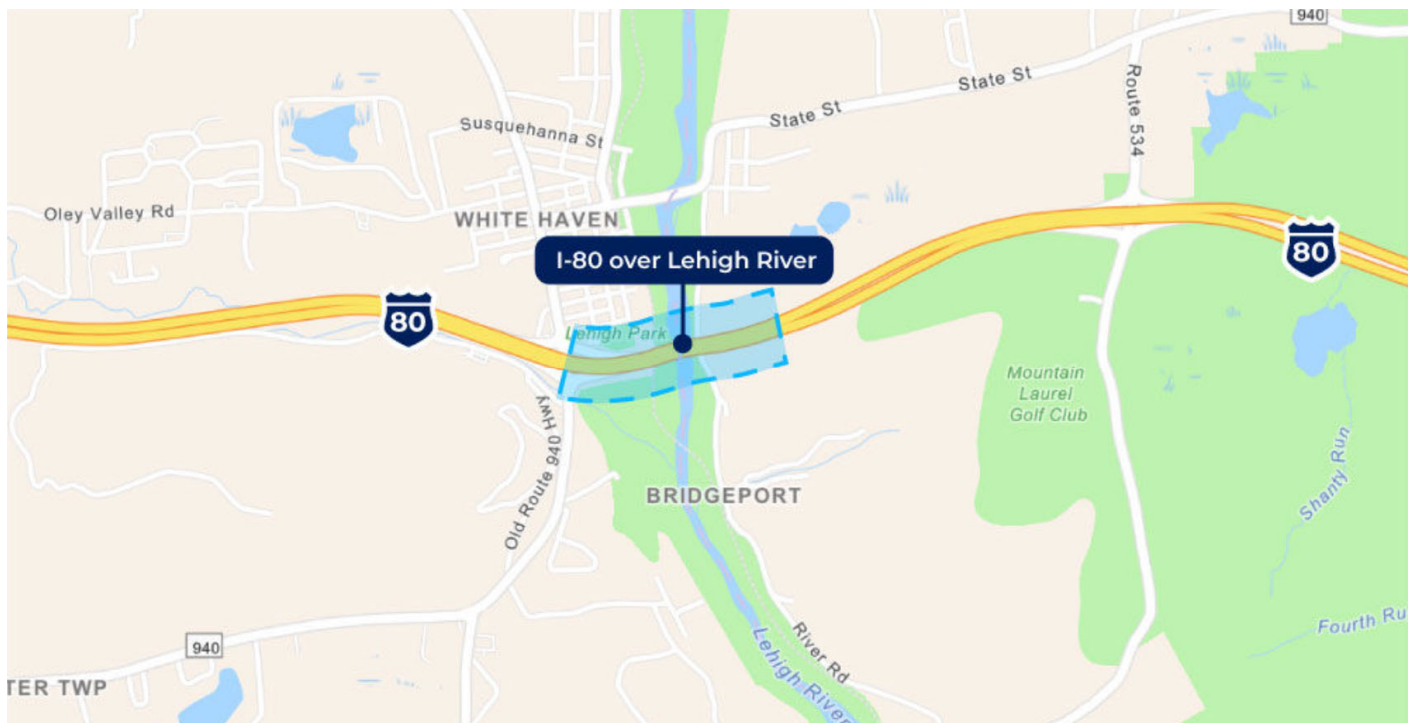 940
State St
State St
Route 534
Susquehanna St
Oley Valley Rd
WHITE HAVEN
I-80 over Lehigh River
80
80
Lehigh Park
Mountain
Laurel
Golf Club
Old Route 940 Hwy
BRIDGEPORT
Shanty Run
Fourth Ru
River Rd
Lehigh River
940
TER TWP